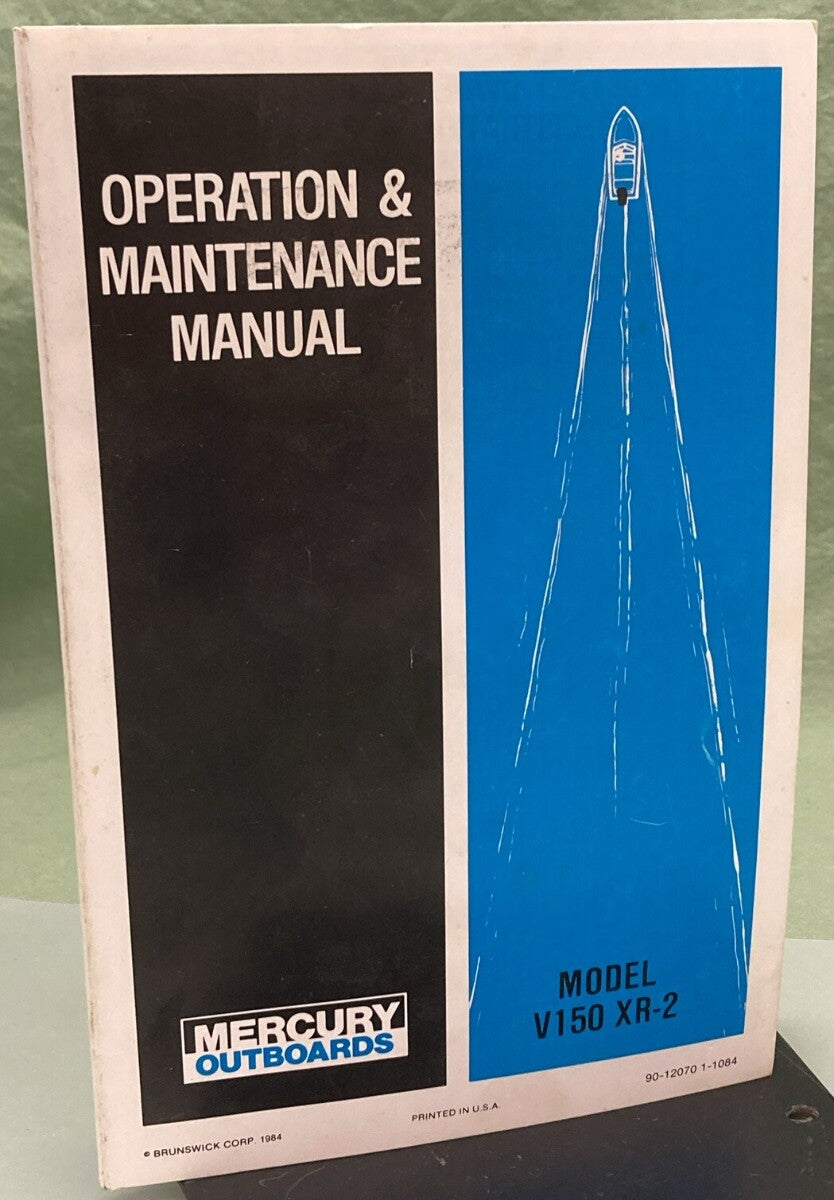 OPERATION &
MAINTENANCE
MANUAL
MERCURY
OUTBOARDS
MODEL
V150 XR-2
© BRUNSWICK CORP. 1984
PRINTED IN U.S.A.
90-12070 1-1084